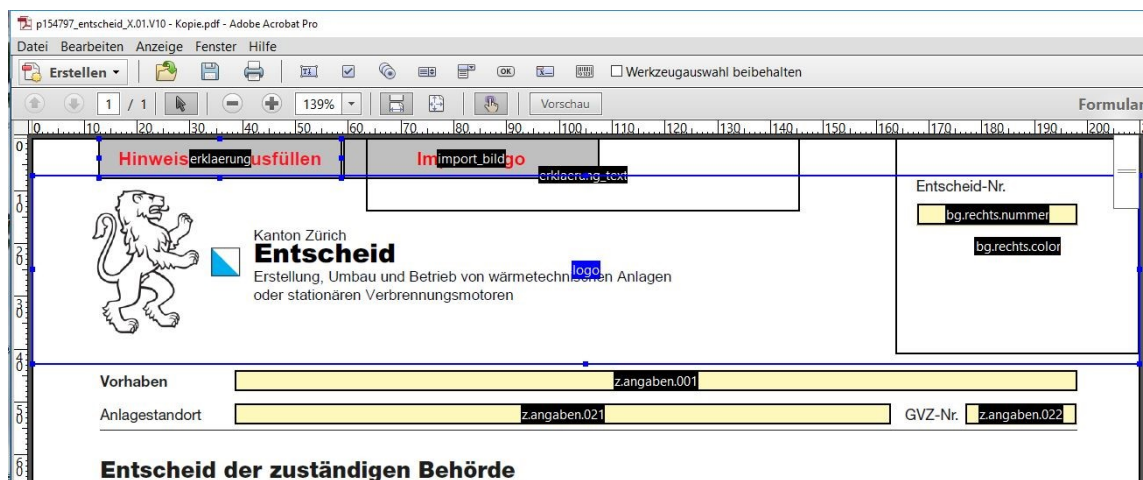 p154797_entscheid_X.01.V10 - Kopie.pdf - Adobe Acrobat Pro
Datei Bearbeiten Anzeige Fenster Hilfe
Erstellen OK Werkzeugauswahl beibehalten
1 / 1 139% Vorschau Formular
0 10 20 30 40 50 60 70 80 90 100 110 120 130 140 150 160 170 180 190 200
Hinweis erklaerung usfüllen Im import_bild go
erklaerung_text
Entscheid-Nr.
bg.rechts.nummer
bg.rechts.color
Kanton Zürich
Entscheid
logo
Erstellung, Umbau und Betrieb von wärmetechnischen Anlagen
oder stationären Verbrennungsmotoren
Vorhaben z.angaben.001
Anlagestandort z.angaben.021 GVZ-Nr. z.angaben.022
Entscheid der zuständigen Behörde